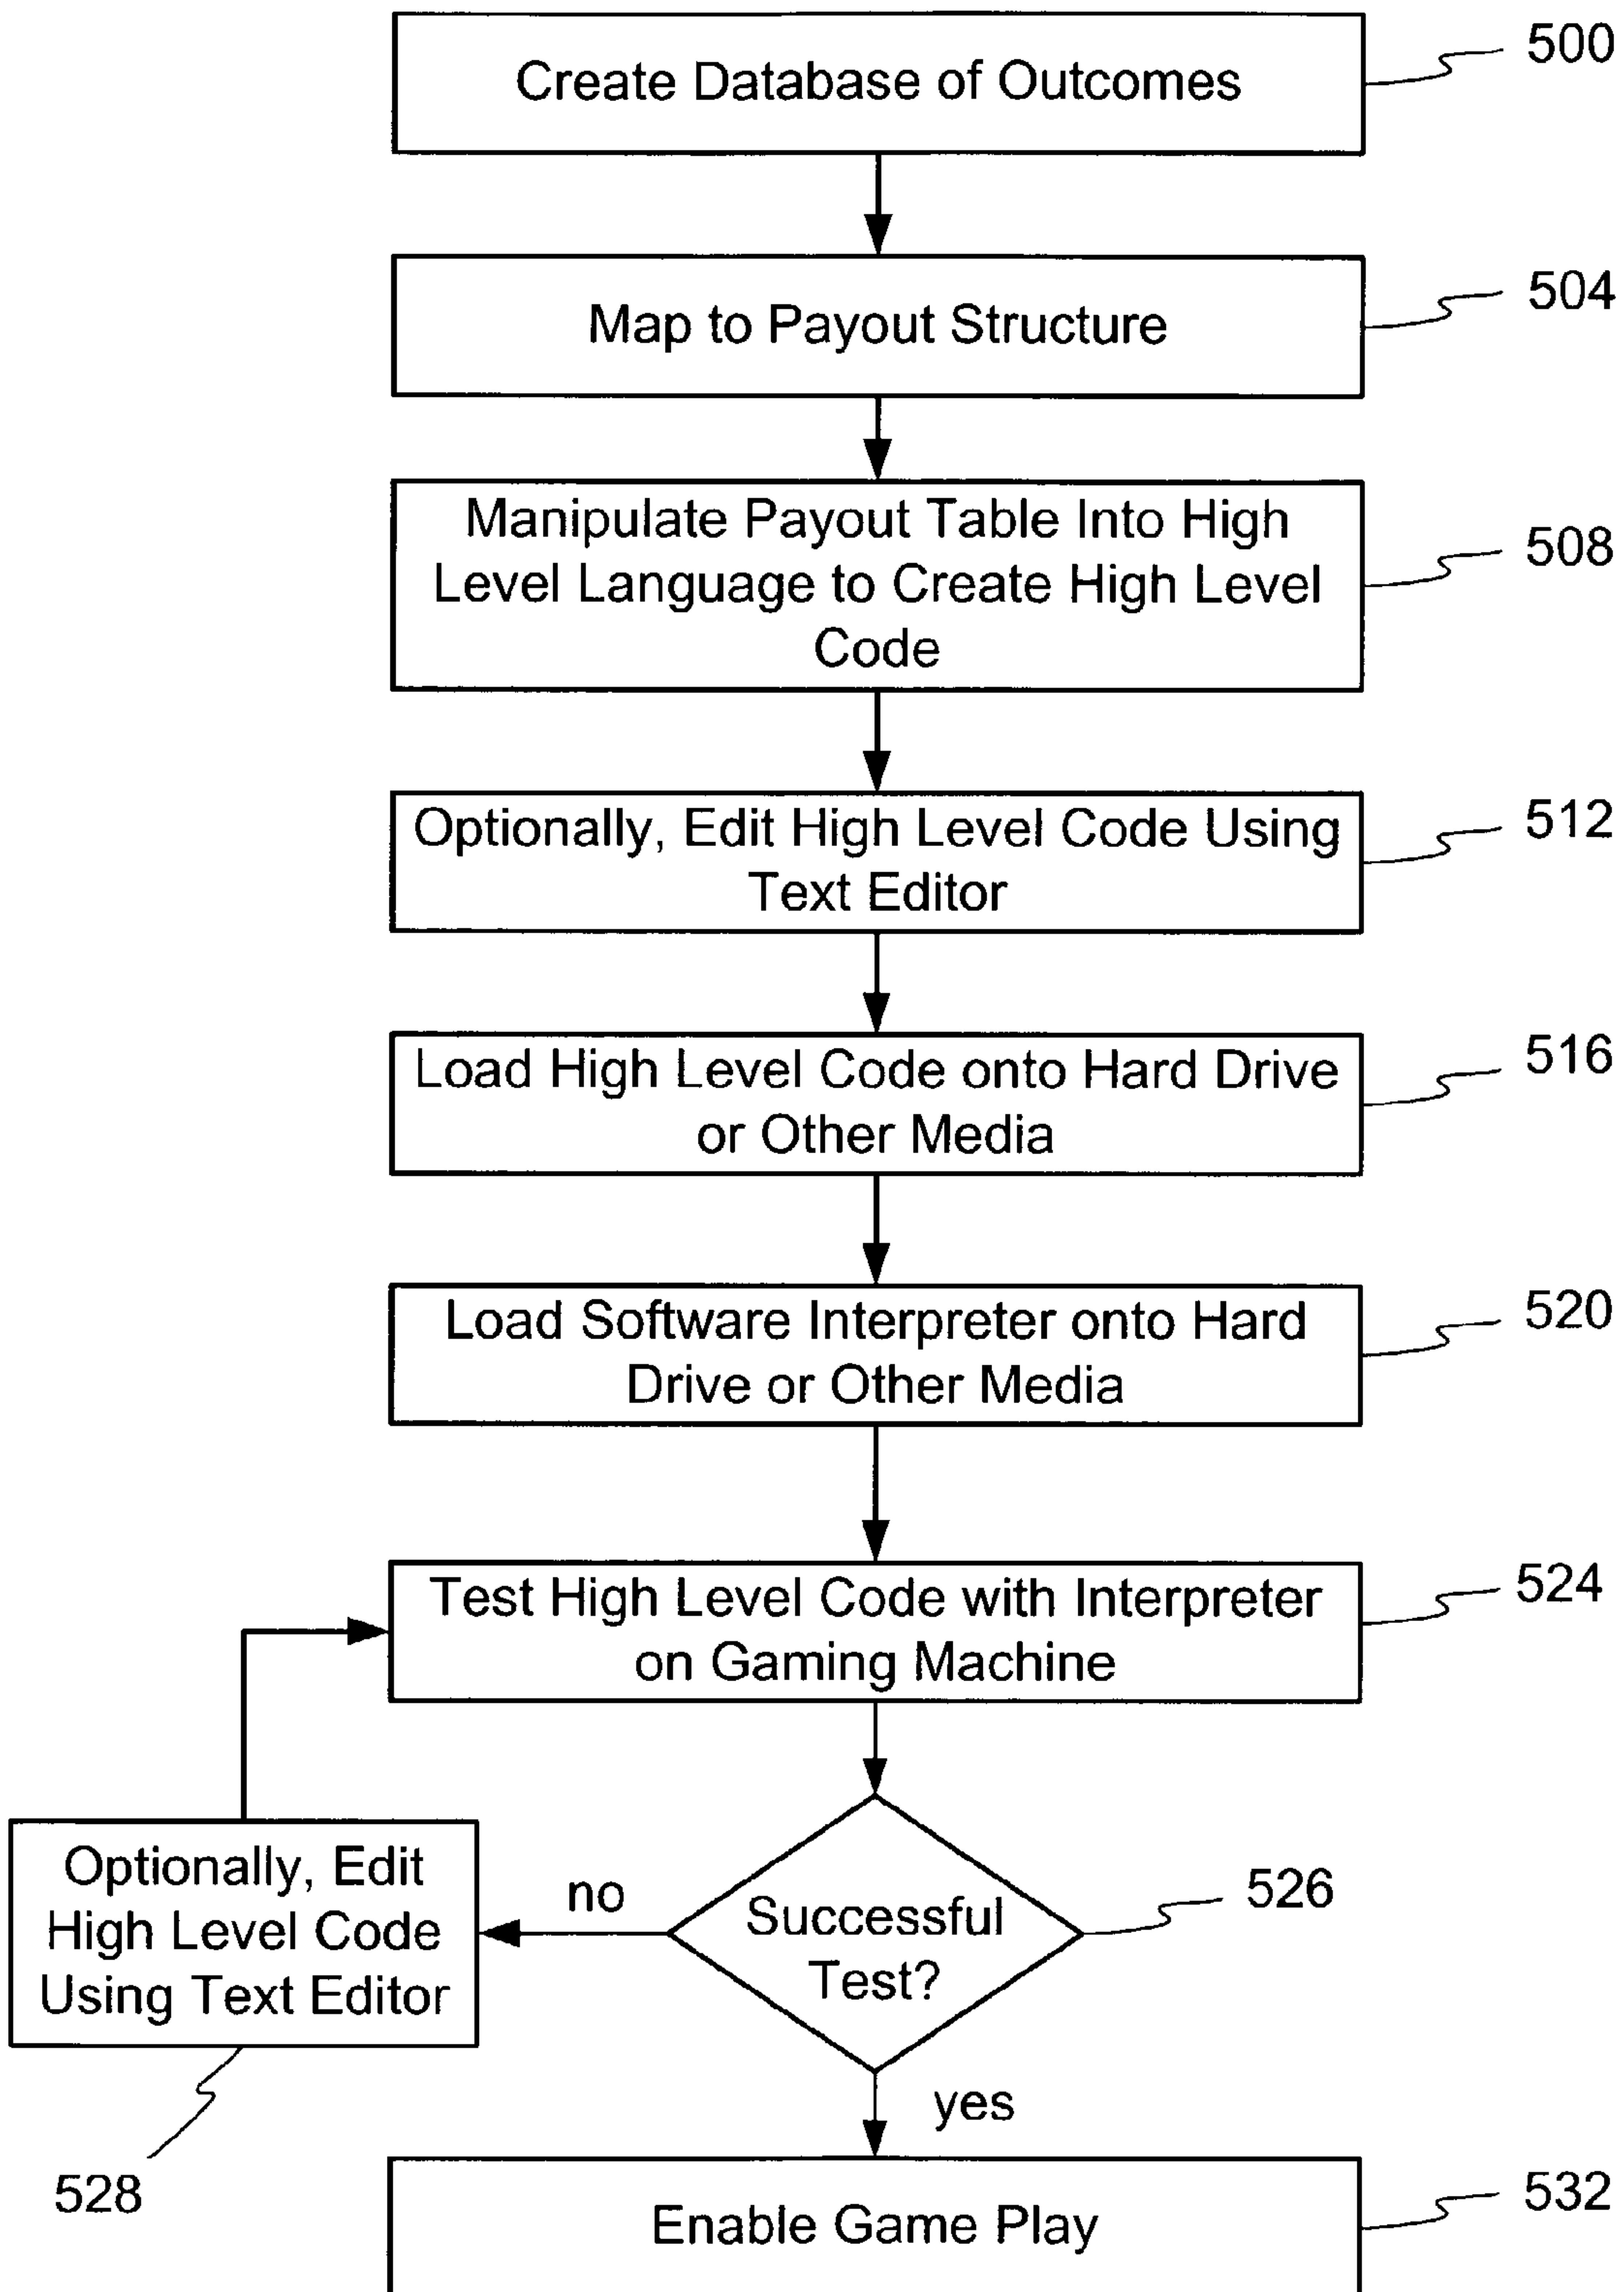 Create Database of Outcomes
500
Map to Payout Structure
504
Manipulate Payout Table Into High
Level Language to Create High Level
Code
508
Optionally, Edit High Level Code Using
Text Editor
512
Load High Level Code onto Hard Drive
or Other Media
516
Load Software Interpreter onto Hard
Drive or Other Media
520
Test High Level Code with Interpreter
on Gaming Machine
524
Successful
Test?
526
no
Optionally, Edit
High Level Code
Using Text Editor
528
yes
Enable Game Play
532